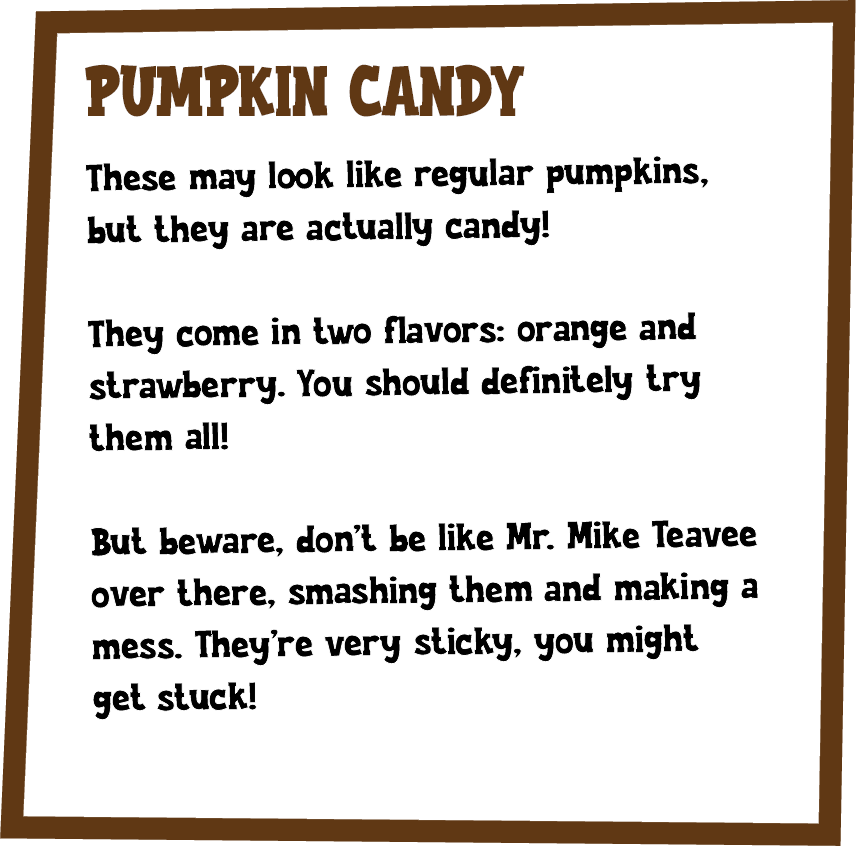 PUMPKIN CANDY
These may look like regular pumpkins,
but they are actually candy!
They come in two flavors: orange and
strawberry. You should definitely try
them all!
But beware, don't be like Mr. Mike Teavee
over there, smashing them and making a
mess. They're very sticky, you might
get stuck!